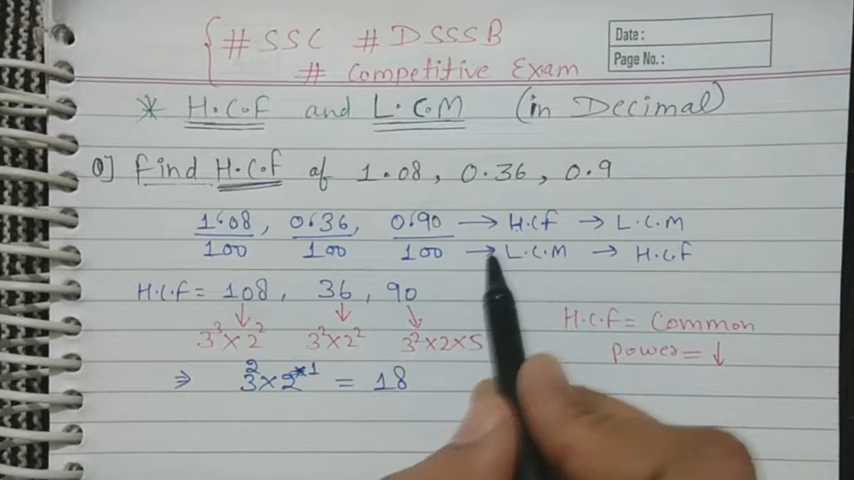 # SSC # DSSSB
# Competitive Exam
Date:
Page No.:
* H.C.F and L.C.M (in Decimal)
Q] Find H.C.F of 1.08, 0.36, 0.9
1.08/100, 0.36/100, 0.90/100
→ H.C.F → L.C.M
→ L.C.M → H.C.F
H.C.F = 108, 36, 90
3³×2² 3²×2² 3²×2×5
H.C.F = Common
Power = ↓
⇒ 3²×2¹ = 18